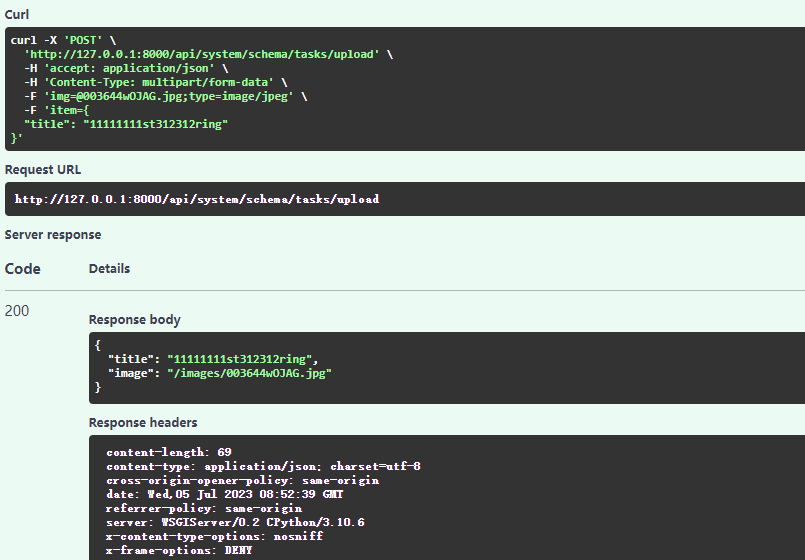 Curl
curl -X 'POST' \
'http://127.0.0.1:8000/api/system/schema/tasks/upload' \
-H 'accept: application/json' \
-H 'Content-Type: multipart/form-data' \
-F 'img=@003644wOJAG.jpg;type=image/jpeg' \
-F 'item={
"title": "11111111st312312ring"
}'
Request URL
http://127.0.0.1:8000/api/system/schema/tasks/upload
Server response
Code Details
200
Response body
{
"title": "11111111st312312ring",
"image": "/images/003644wOJAG.jpg"
}
Response headers
content-length: 69
content-type: application/json; charset=utf-8
cross-origin-opener-policy: same-origin
date: Wed,05 Jul 2023 08:52:39 GMT
referrer-policy: same-origin
server: WSGIServer/0.2 CPython/3.10.6
x-content-type-options: nosniff
x-frame-options: DENY